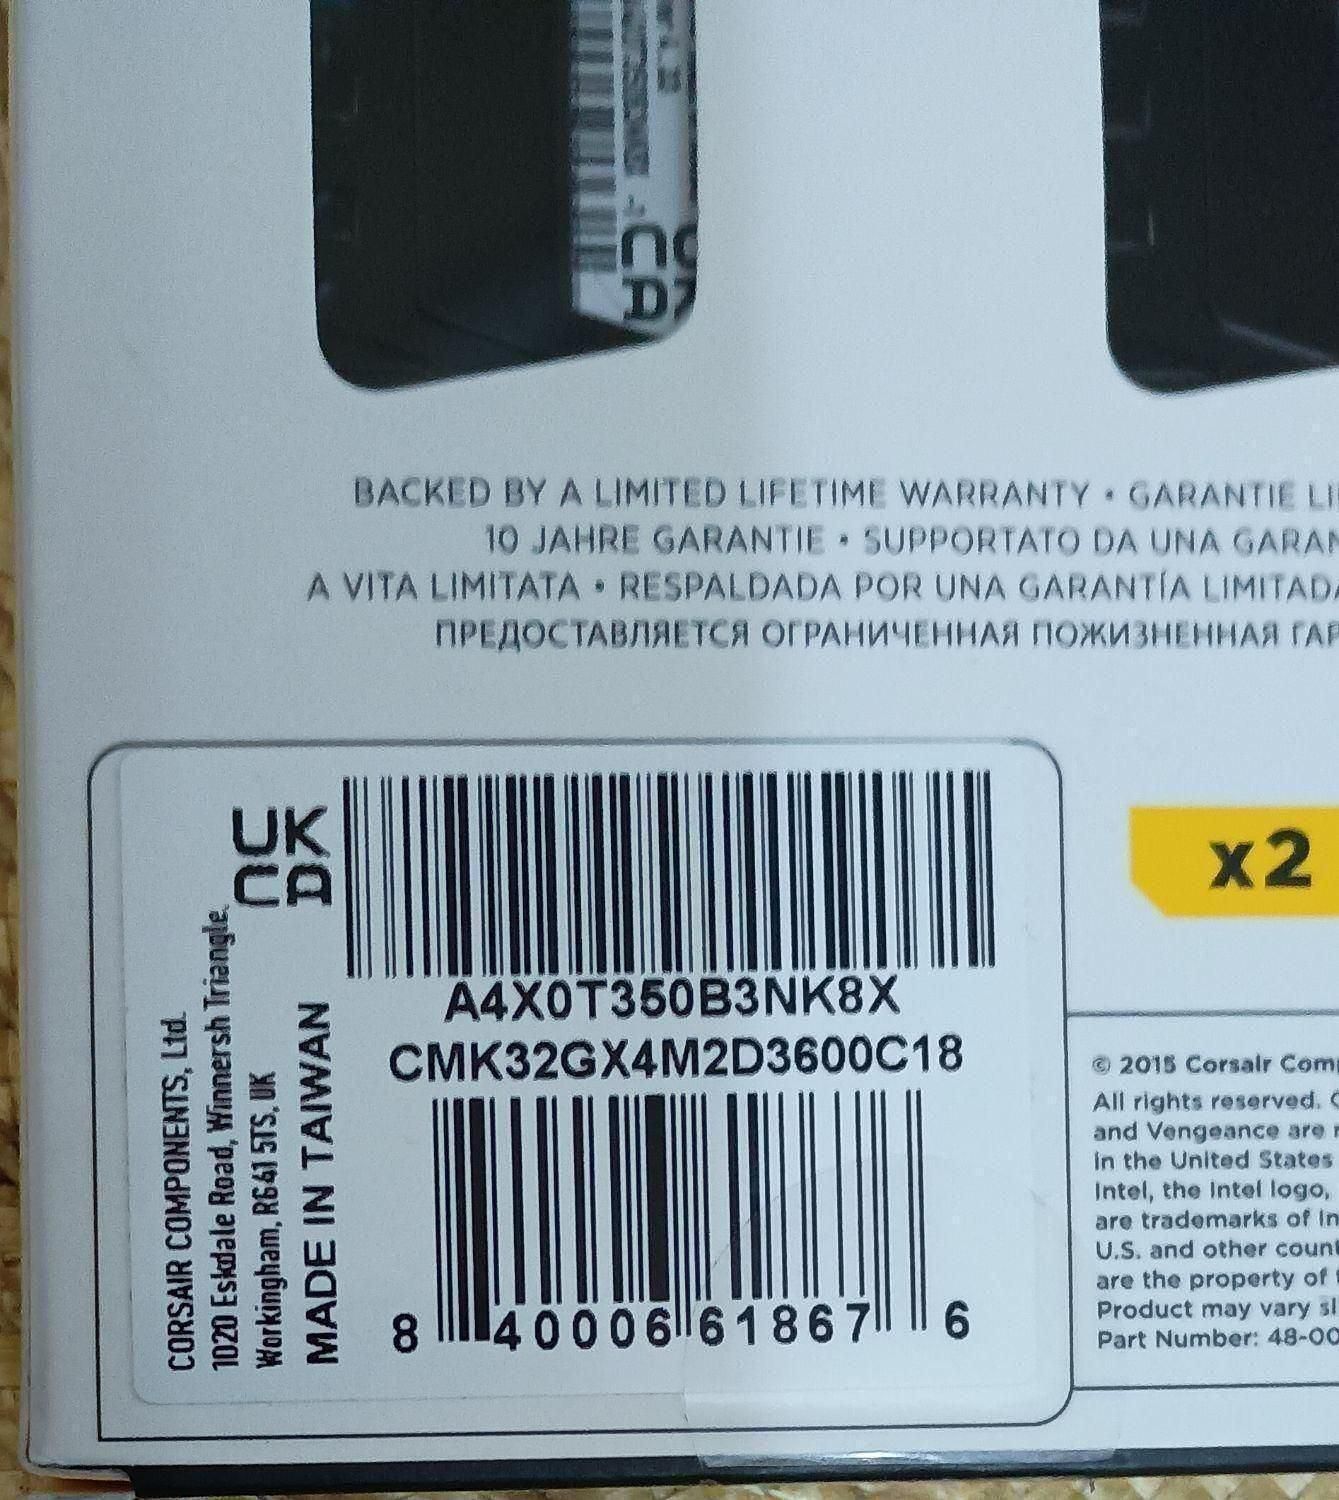 BACKED BY A LIMITED LIFETIME WARRANTY • GARANTIE
10 JAHRE GARANTIE • SUPPORTATO DA UNA
A VITA LIMITATA • RESPALDADA POR UNA GARANTÍA
ПРЕДОСТАВЛЯЕТСЯ ОГРАНИЧЕННАЯ ПОЖИЗНЕННАЯ
UK
CA
CORSAIR COMPONENTS, Ltd.
1020 Eskdale Road, Winnersh Triangle,
Workingham, RG41 5TS, UK
MADE IN TAIWAN
A4X0T350B3NK8X
CMK32GX4M2D3600C18
8 40006 61867 6
x2
© 2015 Corsair
All rights reserved.
and Vengeance are
in the United States
Intel, the Intel logo,
are trademarks of
U.S. and other
are the property of
Product may vary
Part Number: 48-00